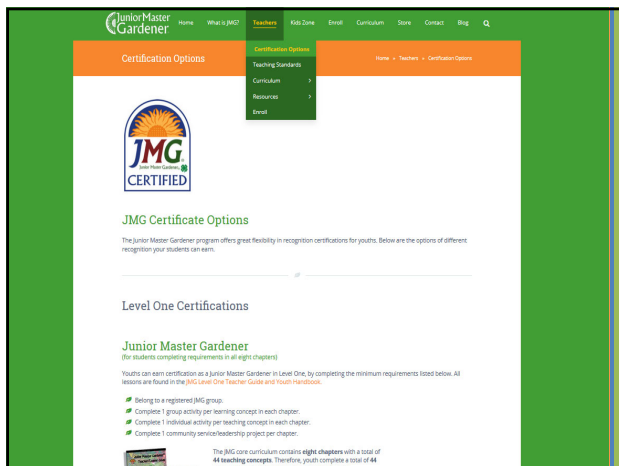 Junior Master Gardener
Home What is JMG? Teachers Kids Zone Enroll Curriculum Store Contact Blog
Certification Options
Teaching Standards
Curriculum >
Resources >
Enroll
Certification Options
Home » Teachers » Certification Options
JMG
Junior Master Gardener
CERTIFIED
JMG Certificate Options
The Junior Master Gardener program offers great flexibility in recognition certifications for youths. Below are the options of different
recognition your students can earn.
Level One Certifications
Junior Master Gardener
(for students completing requirements in all eight chapters)
Youths can earn certification as a Junior Master Gardener in Level One, by completing the minimum requirements listed below. All
lessons are found in the JMG Level One Teacher Guide and Youth Handbook.
Belong to a registered JMG group.
Complete 1 group activity per learning concept in each chapter.
Complete 1 individual activity per teaching concept in each chapter.
Complete 1 community service/leadership project per chapter.
The JMG core curriculum contains eight chapters with a total of
44 teaching concepts. Therefore, youth complete a total of 44